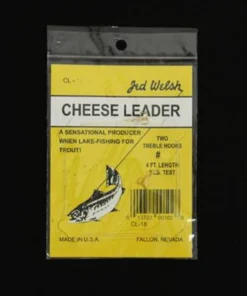 CL-
Jed Welsh
CHEESE LEADER
A SENSATIONAL PRODUCER
WHEN LAKE-FISHING FOR
TROUT!
TWO
TREBLE HOOKS
#
4 FT. LENGTH
LBS. TEST
CL-18
MADE IN U.S.A.
FALLON, NEVADA